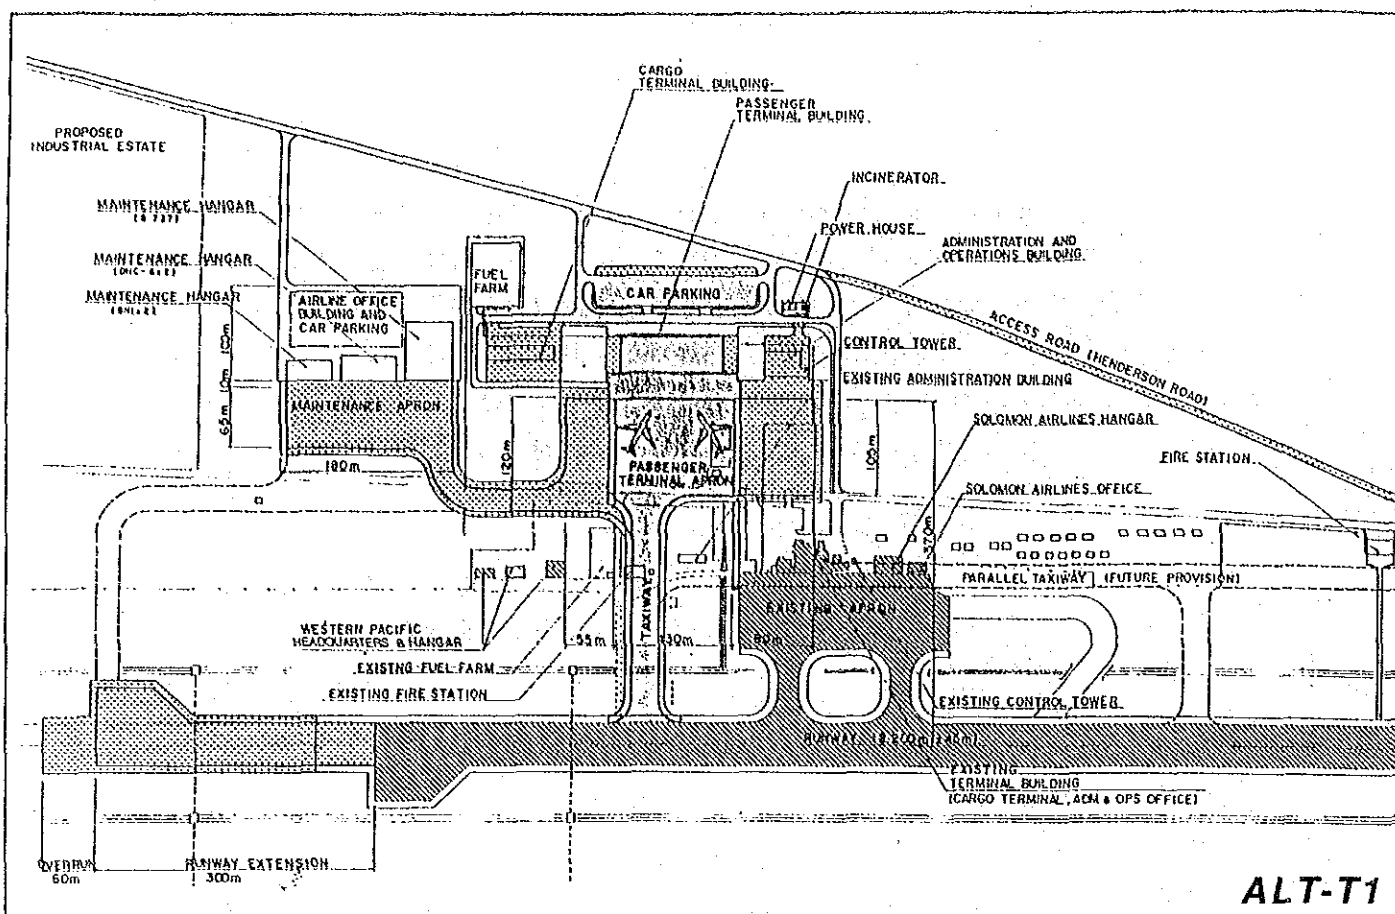 CARGO
TERMINAL BUILDING
PASSENGER
TERMINAL BUILDING
PROPOSED
INDUSTRIAL ESTATE
INCINERATOR
MAINTENANCE HANGAR
(B 737)
POWER HOUSE
ADMINISTRATION AND
OPERATIONS BUILDING
MAINTENANCE HANGAR
FUEL
FARM
CAR PARKING
MAINTENANCE HANGAR
AIRLINE OFFICE
BUILDING AND
CAR PARKING
ACCESS ROAD (HENDERSON ROAD)
CONTROL TOWER
100m
10m
65m
EXISTING ADMINISTRATION BUILDING
MAINTENANCE APRON
SOLOMON AIRLINES HANGAR
180m
120m
PASSENGER
TERMINAL APRON
100m
FIRE STATION
SOLOMON AIRLINES OFFICE
370m
PARALLEL TAXIWAY (FUTURE PROVISION)
TAXIWAY
EXISTING APRON
WESTERN PACIFIC
HEADQUARTERS & HANGAR
55m
130m
80m
EXISTNG FUEL FARM
EXISTING FIRE STATION
EXISTING CONTROL TOWER
EXISTING
TERMINAL BUILDING
(CARGO TERMINAL, ADM & OPS OFFICE)
OVERRUN
60m
RUNWAY EXTENSION
300m
ALT-T1